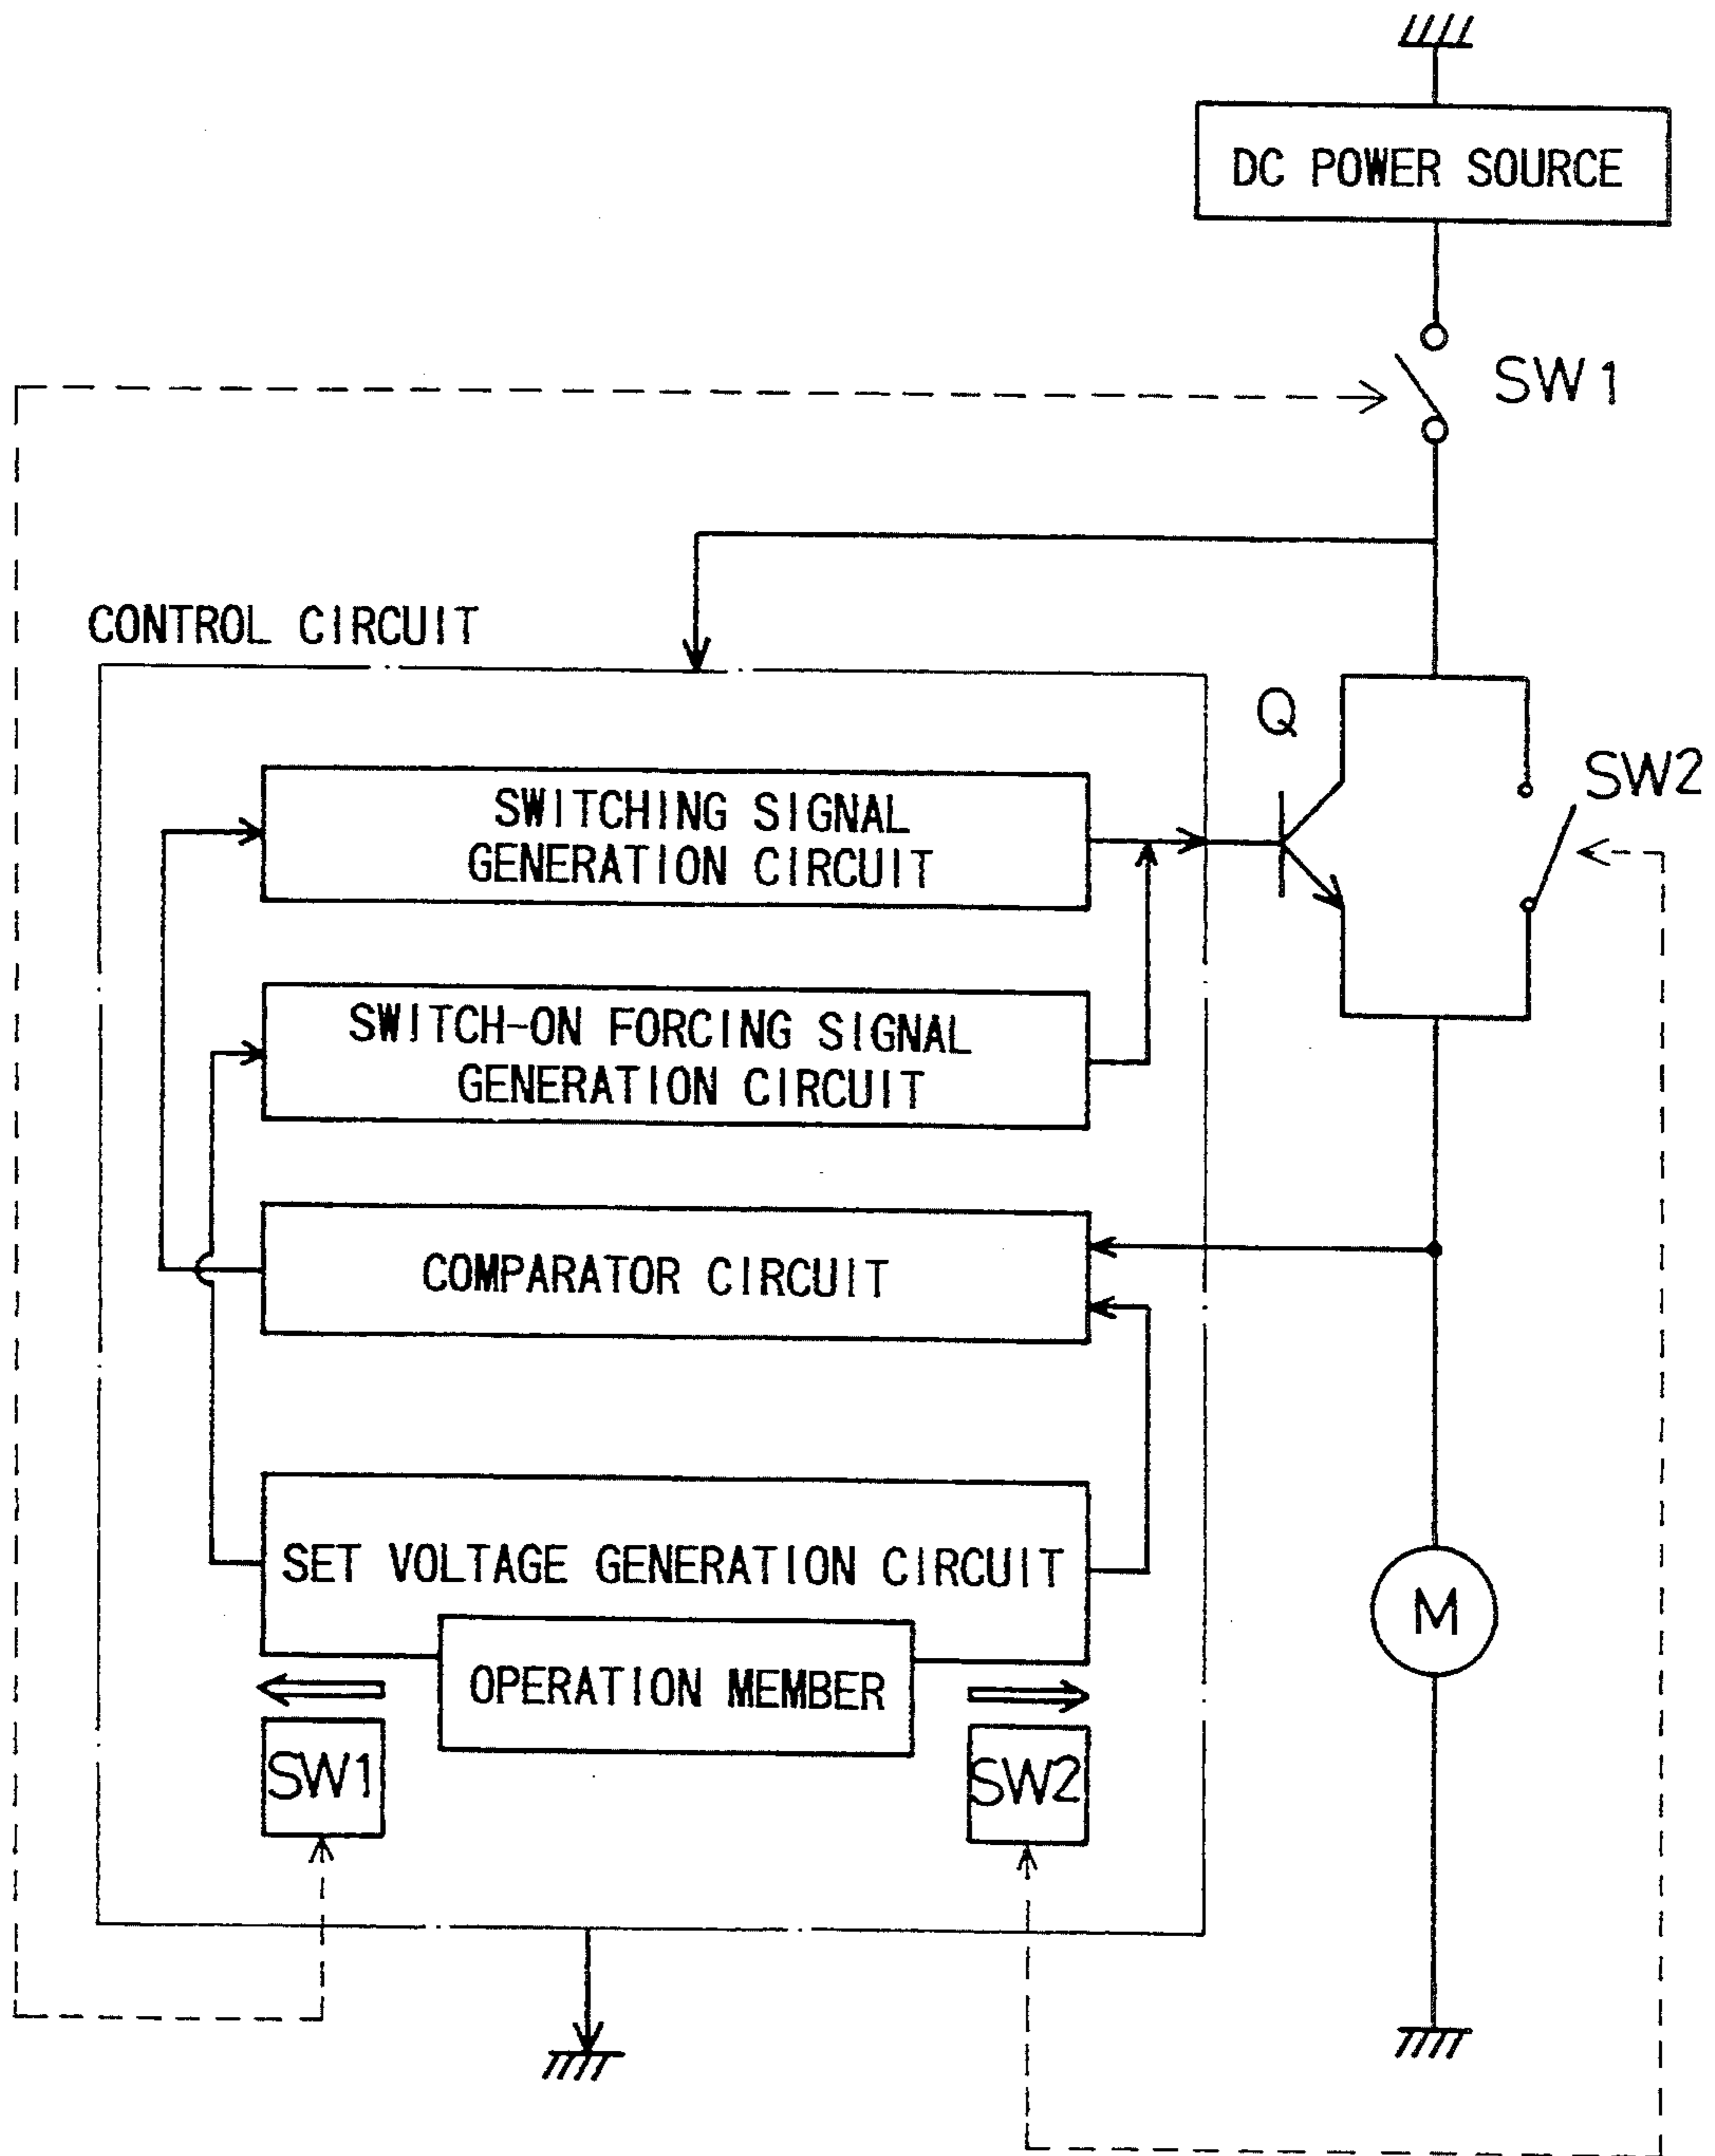 DC POWER SOURCE
SW1
CONTROL CIRCUIT
Q
SW2
SWITCHING SIGNAL
GENERATION CIRCUIT
SWITCH-ON FORCING SIGNAL
GENERATION CIRCUIT
COMPARATOR CIRCUIT
SET VOLTAGE GENERATION CIRCUIT
M
OPERATION MEMBER
SW1
SW2